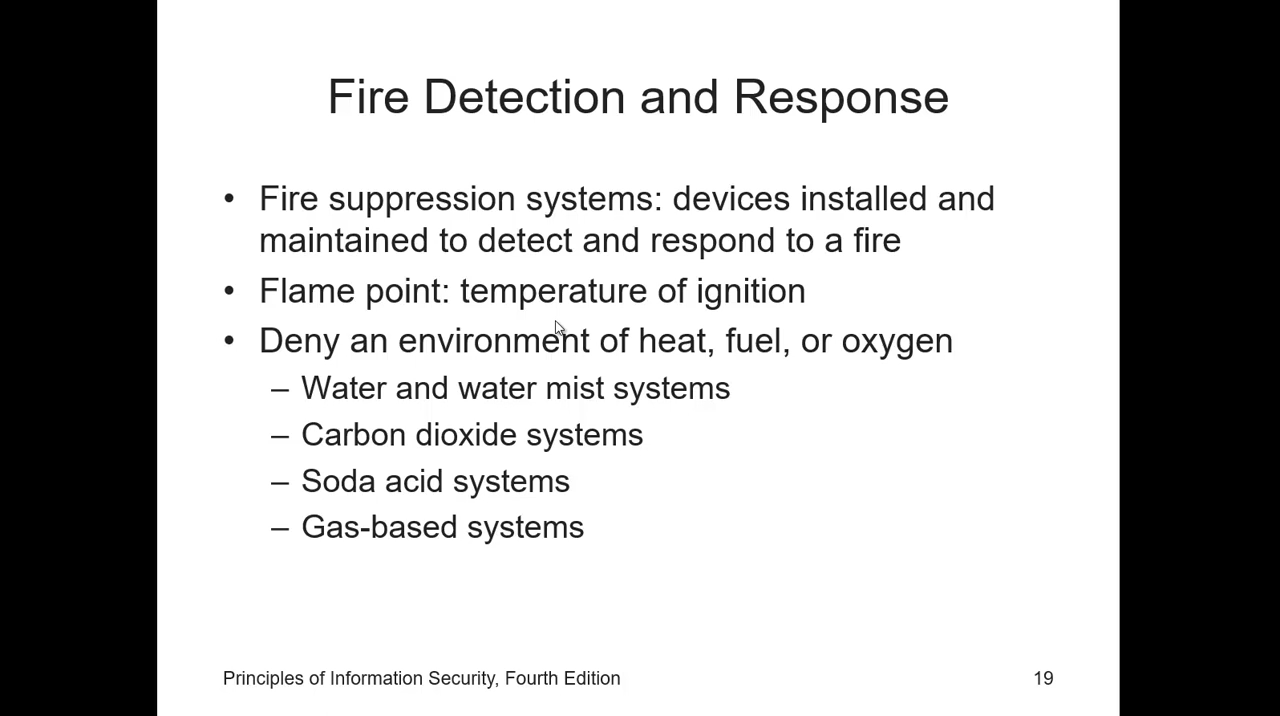 Fire Detection and Response
• Fire suppression systems: devices installed and
maintained to detect and respond to a fire
• Flame point: temperature of ignition
• Deny an environment of heat, fuel, or oxygen
– Water and water mist systems
– Carbon dioxide systems
– Soda acid systems
– Gas-based systems
Principles of Information Security, Fourth Edition
19